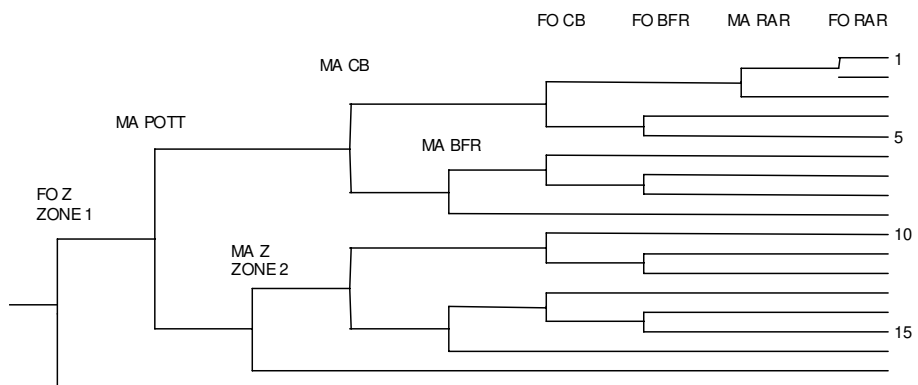 FO CB FO BFR MA RAR FO RAR
1
MA CB
MA POTT
5
MA BFR
FO Z
ZONE 1
10
MA Z
ZONE 2
15